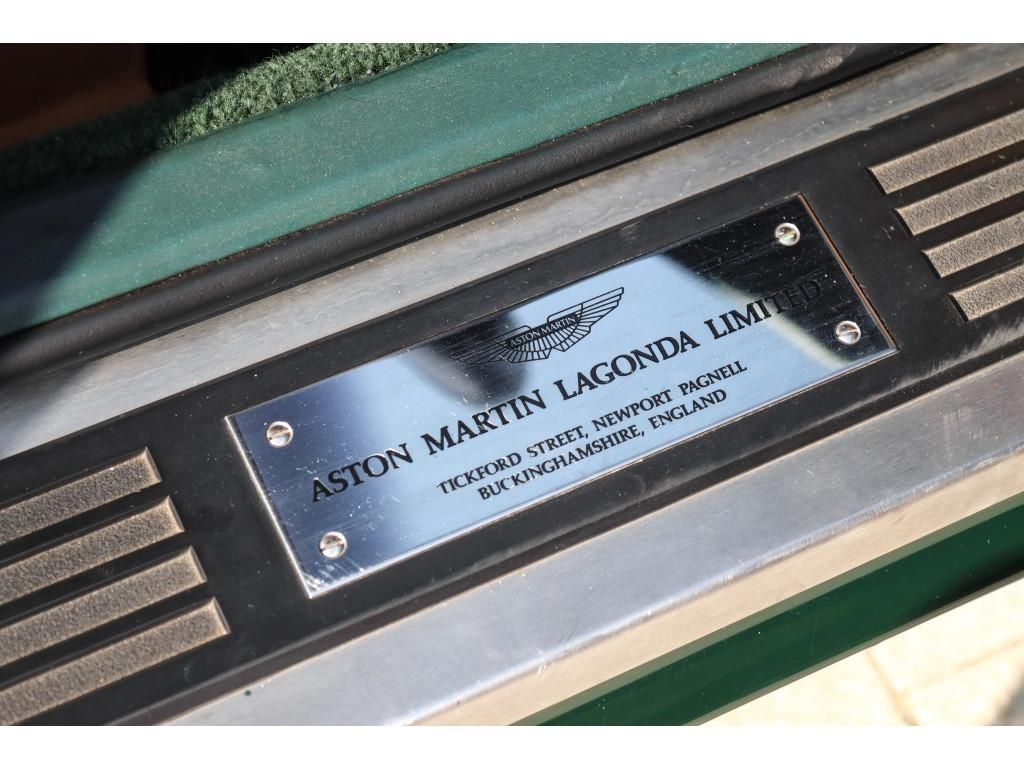 ASTON MARTIN
ASTON MARTIN LAGONDA LIMITED
TICKFORD STREET, NEWPORT PAGNELL
BUCKINGHAMSHIRE, ENGLAND